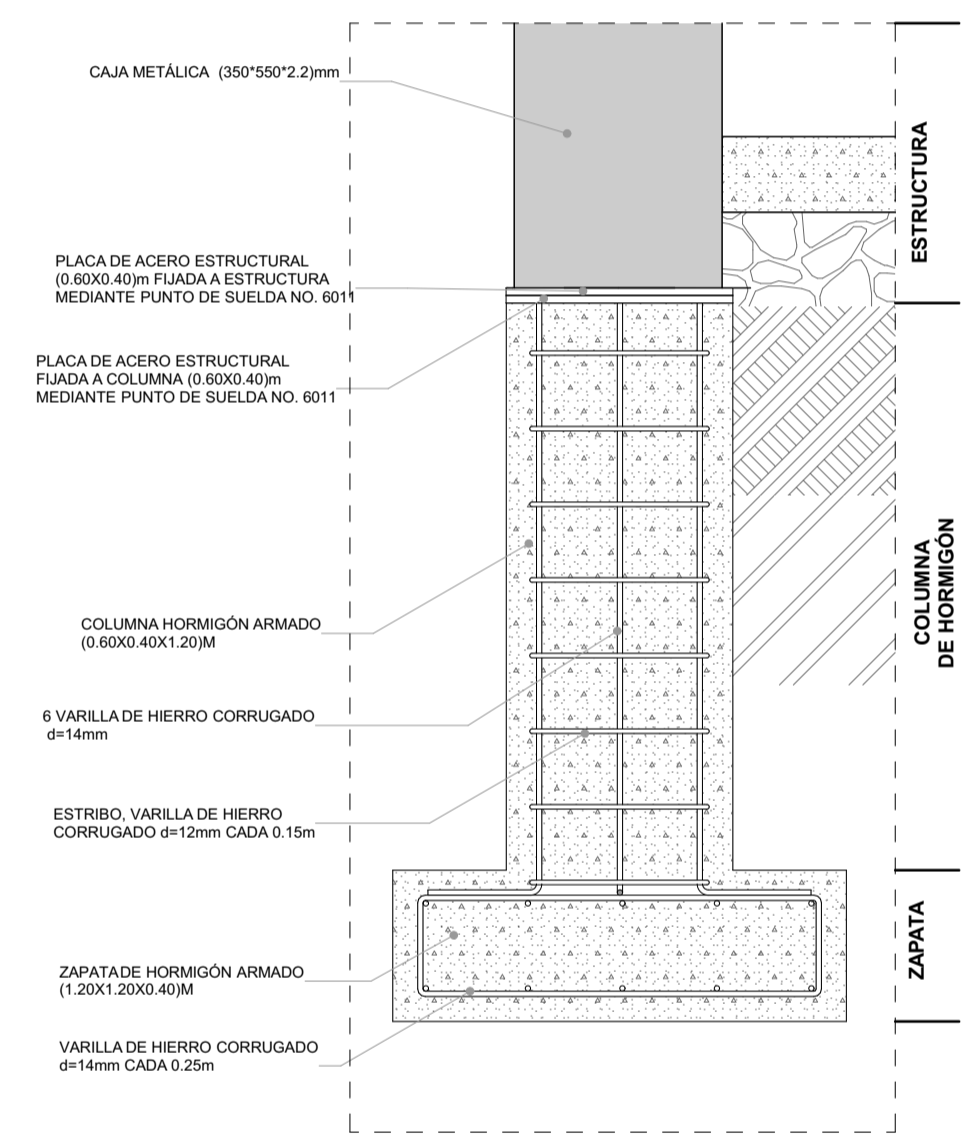 CAJA METÁLICA (350*550*2.2)mm
PLACA DE ACERO ESTRUCTURAL
(0.60X0.40)m FIJADA A ESTRUCTURA
MEDIANTE PUNTO DE SUELDA NO. 6011
PLACA DE ACERO ESTRUCTURAL
FIJADA A COLUMNA (0.60X0.40)m
MEDIANTE PUNTO DE SUELDA NO. 6011
COLUMNA HORMIGÓN ARMADO
(0.60X0.40X1.20)M
6 VARILLA DE HIERRO CORRUGADO
d=14mm
ESTRIBO, VARILLA DE HIERRO
CORRUGADO d=12mm CADA 0.15m
ZAPATA DE HORMIGÓN ARMADO
(1.20X1.20X0.40)M
VARILLA DE HIERRO CORRUGADO
d=14mm CADA 0.25m
ESTRUCTURA
COLUMNA
DE HORMIGÓN
ZAPATA